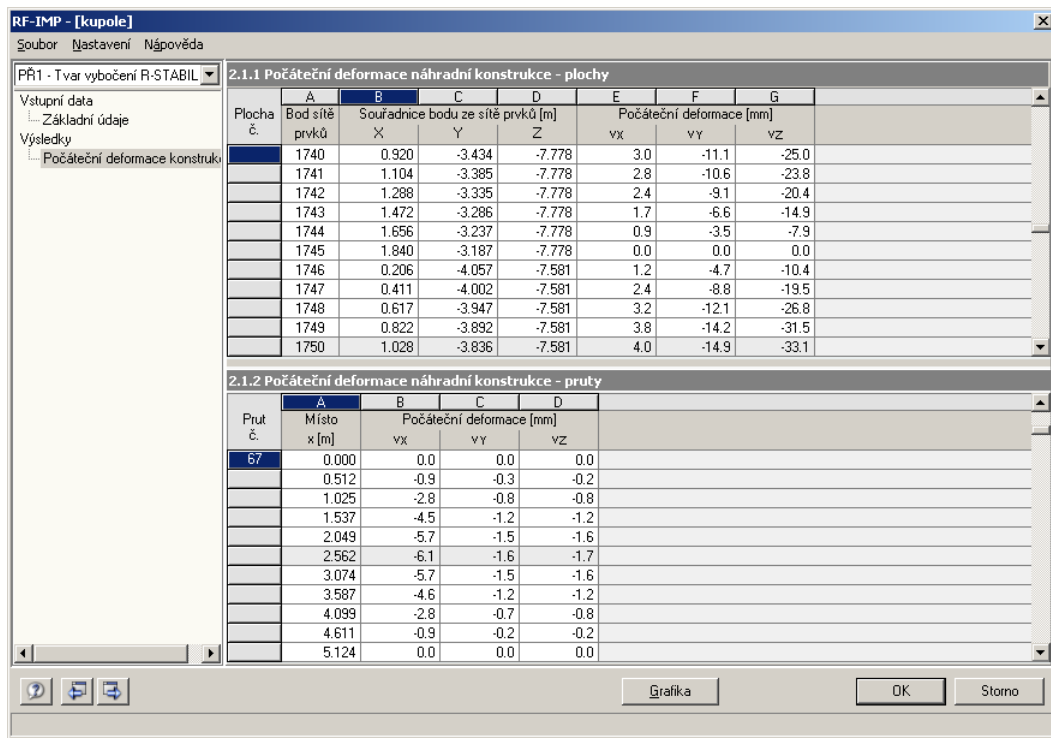 RF-IMP - [kupole]
Soubor Nastavení Nápověda
PŘ1 - Tvar vybočení R-STABIL
Vstupní data
Základní údaje
Výsledky
Počáteční deformace konstruk
2.1.1 Počáteční deformace náhradní konstrukce - plochy
A B C D E F G
Plocha Bod sítě Souřadnice bodu ze sítě prvků [m] Počáteční deformace [mm]
č. prvků X Y Z vX vY vZ
1740 0.920 -3.434 -7.778 3.0 -11.1 -25.0
1741 1.104 -3.385 -7.778 2.8 -10.6 -23.8
1742 1.288 -3.335 -7.778 2.4 -9.1 -20.4
1743 1.472 -3.286 -7.778 1.7 -6.6 -14.9
1744 1.656 -3.237 -7.778 0.9 -3.5 -7.9
1745 1.840 -3.187 -7.778 0.0 0.0 0.0
1746 0.206 -4.057 -7.581 1.2 -4.7 -10.4
1747 0.411 -4.002 -7.581 2.4 -8.8 -19.5
1748 0.617 -3.947 -7.581 3.2 -12.1 -26.8
1749 0.822 -3.892 -7.581 3.8 -14.2 -31.5
1750 1.028 -3.836 -7.581 4.0 -14.9 -33.1
2.1.2 Počáteční deformace náhradní konstrukce - pruty
A B C D
Prut Místo Počáteční deformace [mm]
č. x [m] vX vY vZ
67 0.000 0.0 0.0 0.0
0.512 -0.9 -0.3 -0.2
1.025 -2.8 -0.8 -0.8
1.537 -4.5 -1.2 -1.2
2.049 -5.7 -1.5 -1.6
2.562 -6.1 -1.6 -1.7
3.074 -5.7 -1.5 -1.6
3.587 -4.6 -1.2 -1.2
4.099 -2.8 -0.7 -0.8
4.611 -0.9 -0.2 -0.2
5.124 0.0 0.0 0.0
Grafika OK Storno